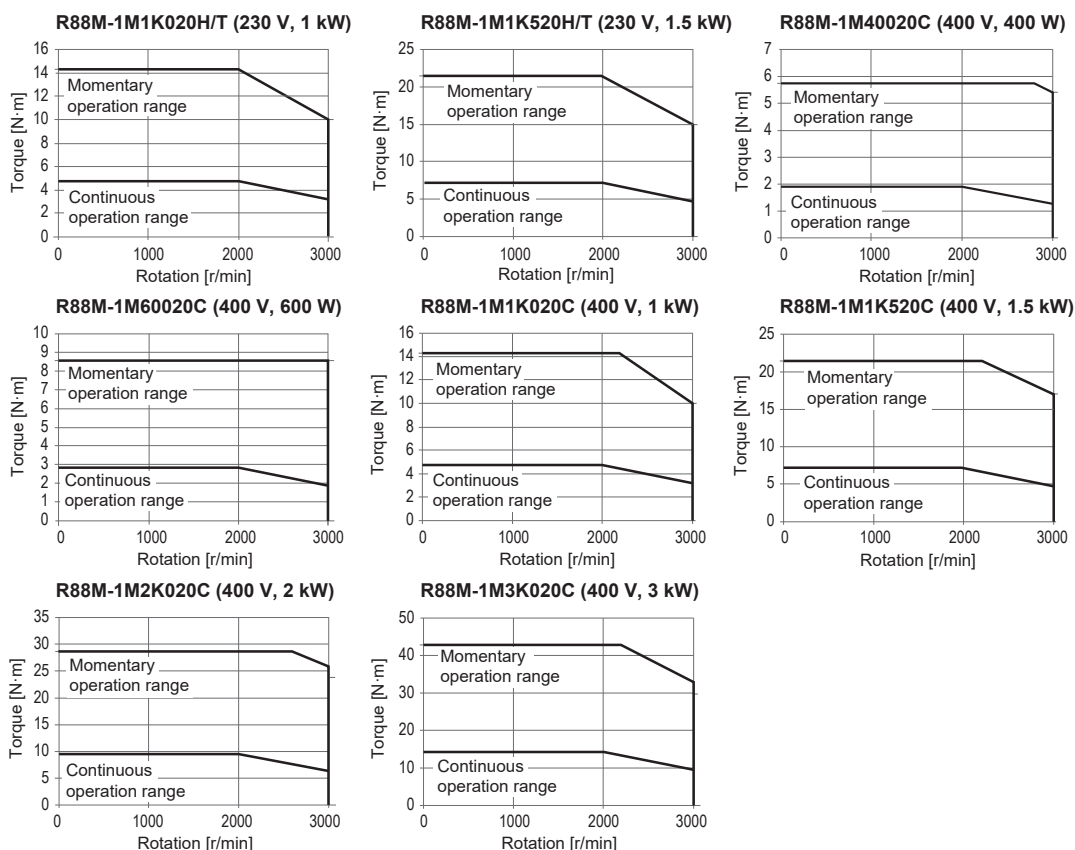 R88M-1M1K020H/T (230 V, 1 kW)
Torque [N·m]
16
14
12
10
8
6
4
2
0
Momentary
operation range
Continuous
operation range
0 1000 2000 3000
Rotation [r/min]
R88M-1M1K520H/T (230 V, 1.5 kW)
Torque [N·m]
25
20
15
10
5
0
Momentary
operation range
Continuous
operation range
0 1000 2000 3000
Rotation [r/min]
R88M-1M40020C (400 V, 400 W)
Torque [N·m]
7
6
5
4
3
2
1
0
Momentary
operation range
Continuous
operation range
0 1000 2000 3000
Rotation [r/min]
R88M-1M60020C (400 V, 600 W)
Torque [N·m]
10
9
8
7
6
5
4
3
2
1
0
Momentary
operation range
Continuous
operation range
0 1000 2000 3000
Rotation [r/min]
R88M-1M1K020C (400 V, 1 kW)
Torque [N·m]
16
14
12
10
8
6
4
2
0
Momentary
operation range
Continuous
operation range
0 1000 2000 3000
Rotation [r/min]
R88M-1M1K520C (400 V, 1.5 kW)
Torque [N·m]
25
20
15
10
5
0
Momentary
operation range
Continuous
operation range
0 1000 2000 3000
Rotation [r/min]
R88M-1M2K020C (400 V, 2 kW)
Torque [N·m]
35
30
25
20
15
10
5
0
Momentary
operation range
Continuous
operation range
0 1000 2000 3000
Rotation [r/min]
R88M-1M3K020C (400 V, 3 kW)
Torque [N·m]
50
40
30
20
10
0
Momentary
operation range
Continuous
operation range
0 1000 2000 3000
Rotation [r/min]